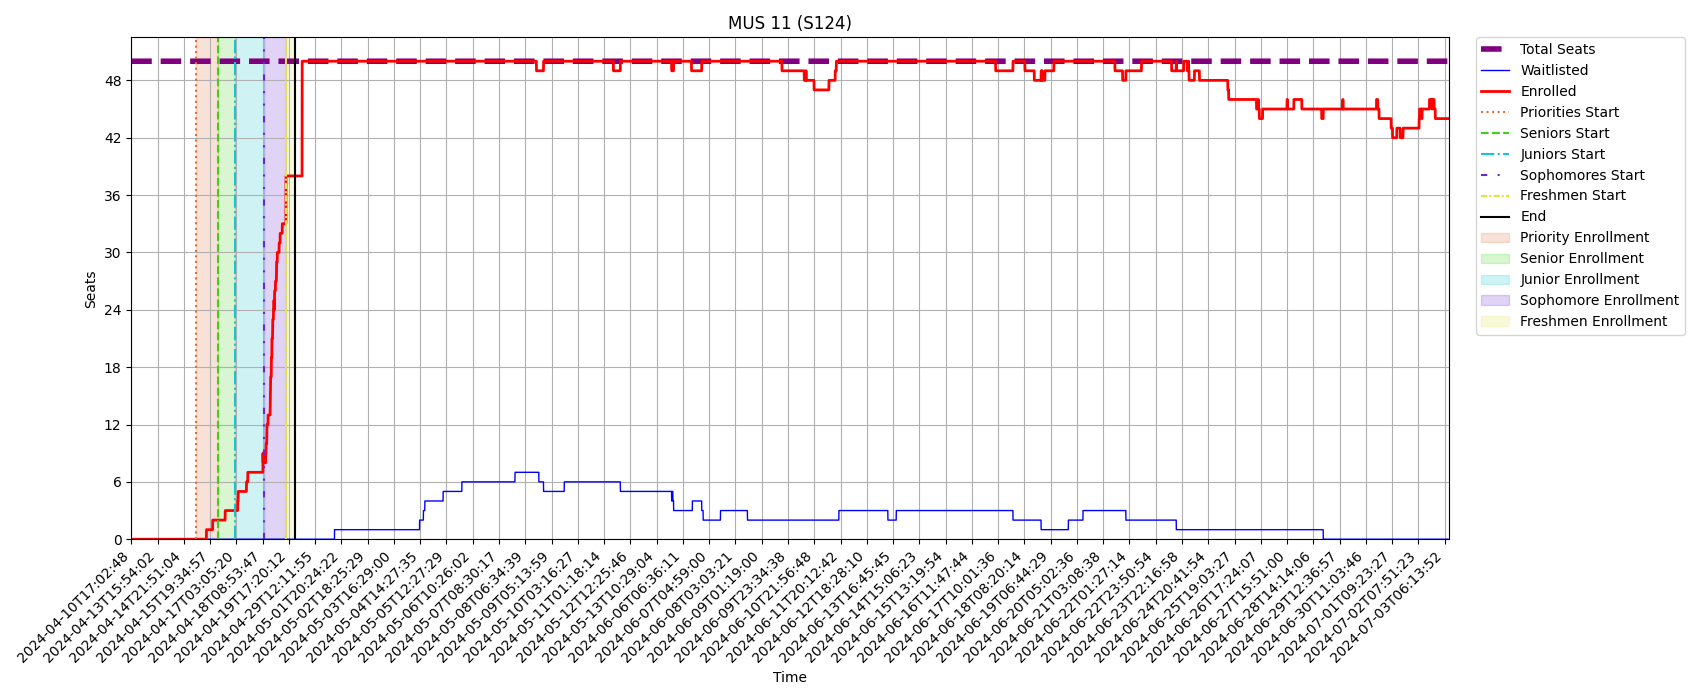 MUS 11 (S124)
Seats
48
42
36
30
24
18
12
6
0
2024-04-10T17:02:48
2024-04-13T15:54:02
2024-04-14T21:51:04
2024-04-15T19:34:57
2024-04-17T03:05:20
2024-04-18T08:53:47
2024-04-19T17:20:12
2024-04-29T12:11:55
2024-05-01T20:24:22
2024-05-02T18:25:29
2024-05-03T16:29:00
2024-05-04T14:27:35
2024-05-05T12:27:29
2024-05-06T10:26:02
2024-05-07T08:30:17
2024-05-08T06:34:39
2024-05-09T05:13:59
2024-05-10T03:16:27
2024-05-11T01:18:14
2024-05-12T12:25:46
2024-05-13T10:29:04
2024-06-06T06:36:11
2024-06-07T04:59:00
2024-06-08T03:03:21
2024-06-09T01:19:00
2024-06-09T23:34:38
2024-06-10T21:56:48
2024-06-11T20:12:42
2024-06-12T18:28:10
2024-06-13T16:45:45
2024-06-14T15:06:23
2024-06-15T13:19:54
2024-06-16T11:47:44
2024-06-17T10:01:36
2024-06-18T08:20:14
2024-06-19T06:44:29
2024-06-20T05:02:36
2024-06-21T03:08:38
2024-06-22T01:27:14
2024-06-22T23:50:54
2024-06-23T22:16:58
2024-06-24T20:41:54
2024-06-25T19:03:27
2024-06-26T17:24:07
2024-06-27T15:51:00
2024-06-28T14:14:06
2024-06-29T12:36:57
2024-06-30T11:03:46
2024-07-01T09:23:27
2024-07-02T07:51:23
2024-07-03T06:13:52
Time
Total Seats
Waitlisted
Enrolled
Priorities Start
Seniors Start
Juniors Start
Sophomores Start
Freshmen Start
End
Priority Enrollment
Senior Enrollment
Junior Enrollment
Sophomore Enrollment
Freshmen Enrollment